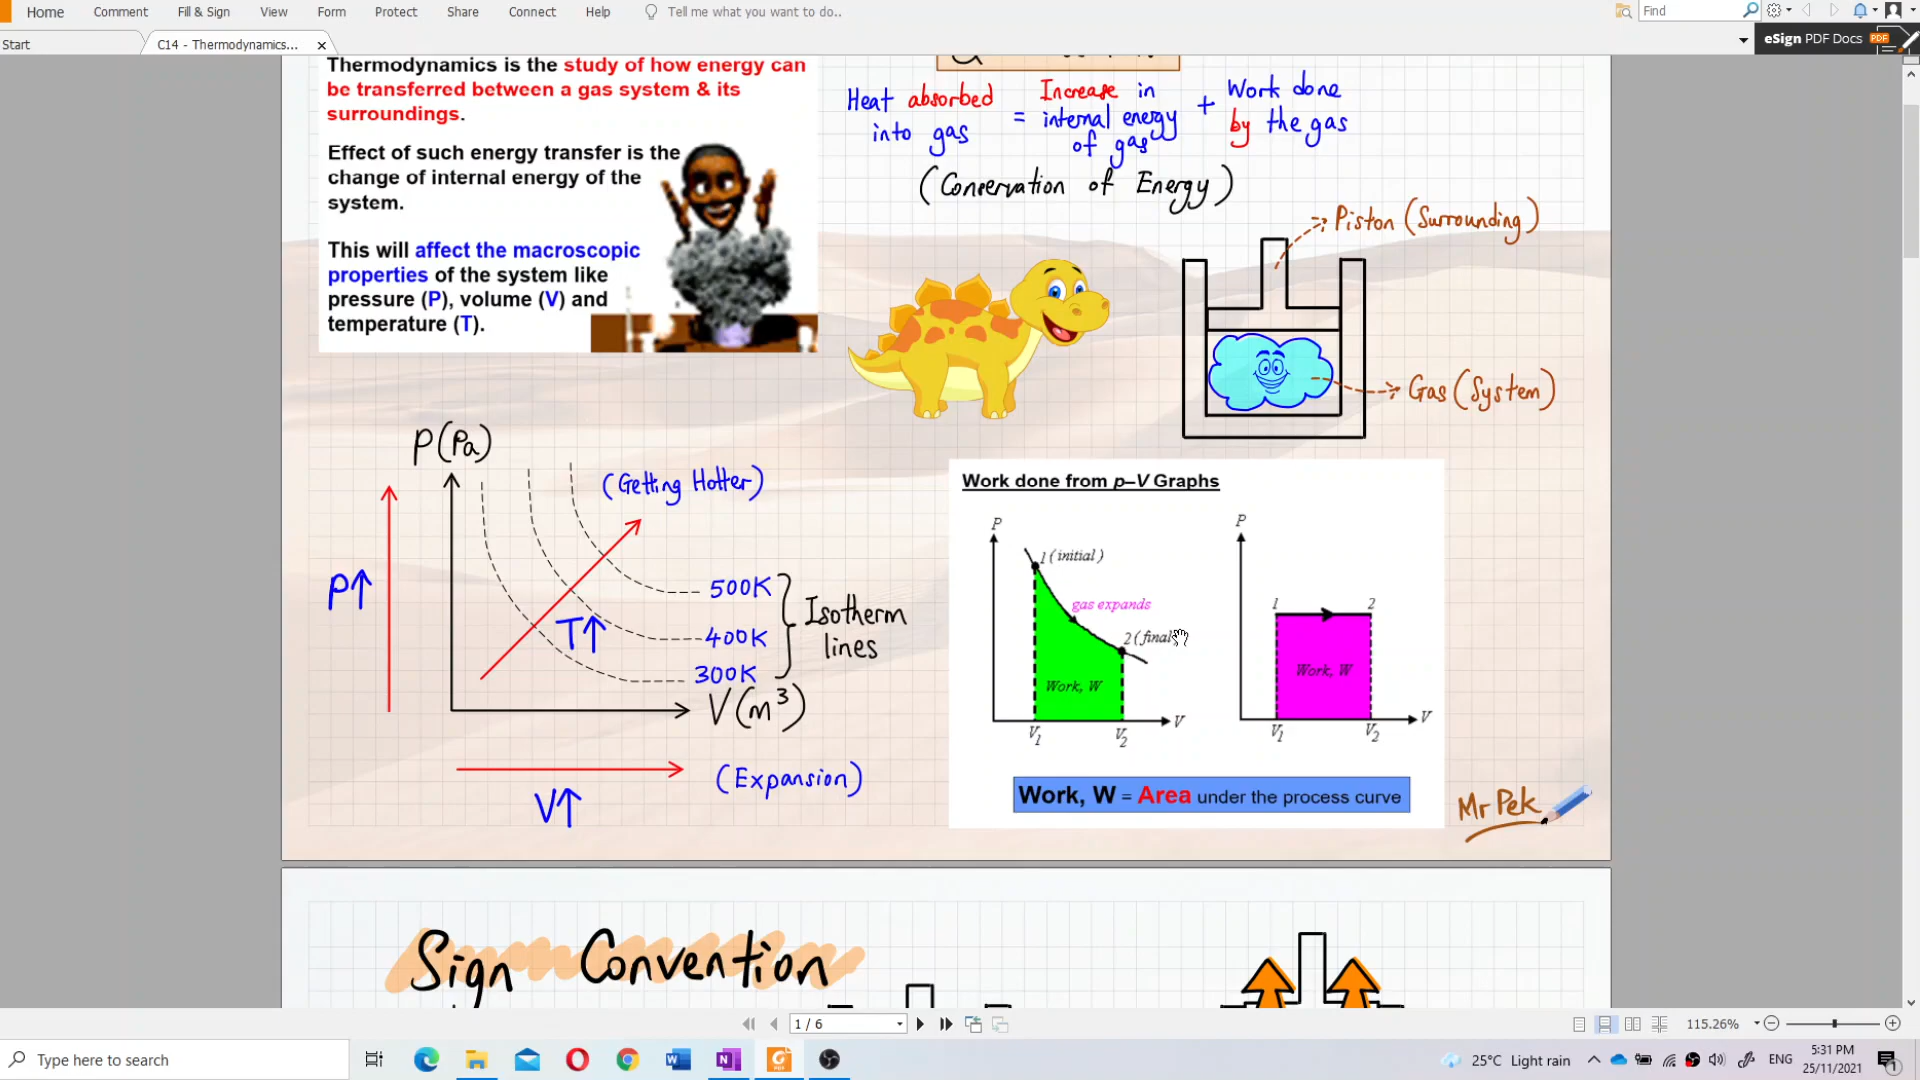 Home Comment Fill & Sign View Form Protect Share Connect Help Tell me what you want to do.. Find
Start C14 - Thermodynamics... eSign PDF Docs PDF
Thermodynamics is the study of how energy can
be transferred between a gas system & its
surroundings.
Effect of such energy transfer is the
change of internal energy of the
system.
This will affect the macroscopic
properties of the system like
pressure (P), volume (V) and
temperature (T).
Heat absorbed
into gas
=
Increase in
internal energy
of gas
+
Work done
by the gas
(Conservation of Energy)
Piston (Surrounding)
Gas (System)
P(Pa)
(Getting Hotter)
P↑
T↑
500K
400K
300K
Isotherm
lines
V(m³)
(Expansion)
V↑
Work done from p–V Graphs
P
1 (initial)
gas expands
2 (final
Work, W
V
V1
V2
P
1 2
Work, W
V
V1 V2
Work, W = Area under the process curve
Mr Pek
Sign Convention
1 / 6
115.26%
Type here to search
25°C Light rain
ENG
5:31 PM
25/11/2021
1